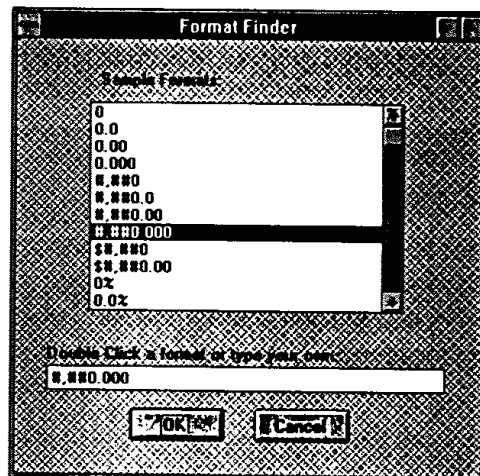 Format Finder
Sample Formats:
0
0.0
0.00
0.000
#,##0
#,##0.0
#,##0.00
#,##0.000
$#,##0
$#,##0.00
0%
0.0%
Double Click a format or type your own:
#,##0.000
OK
Cancel